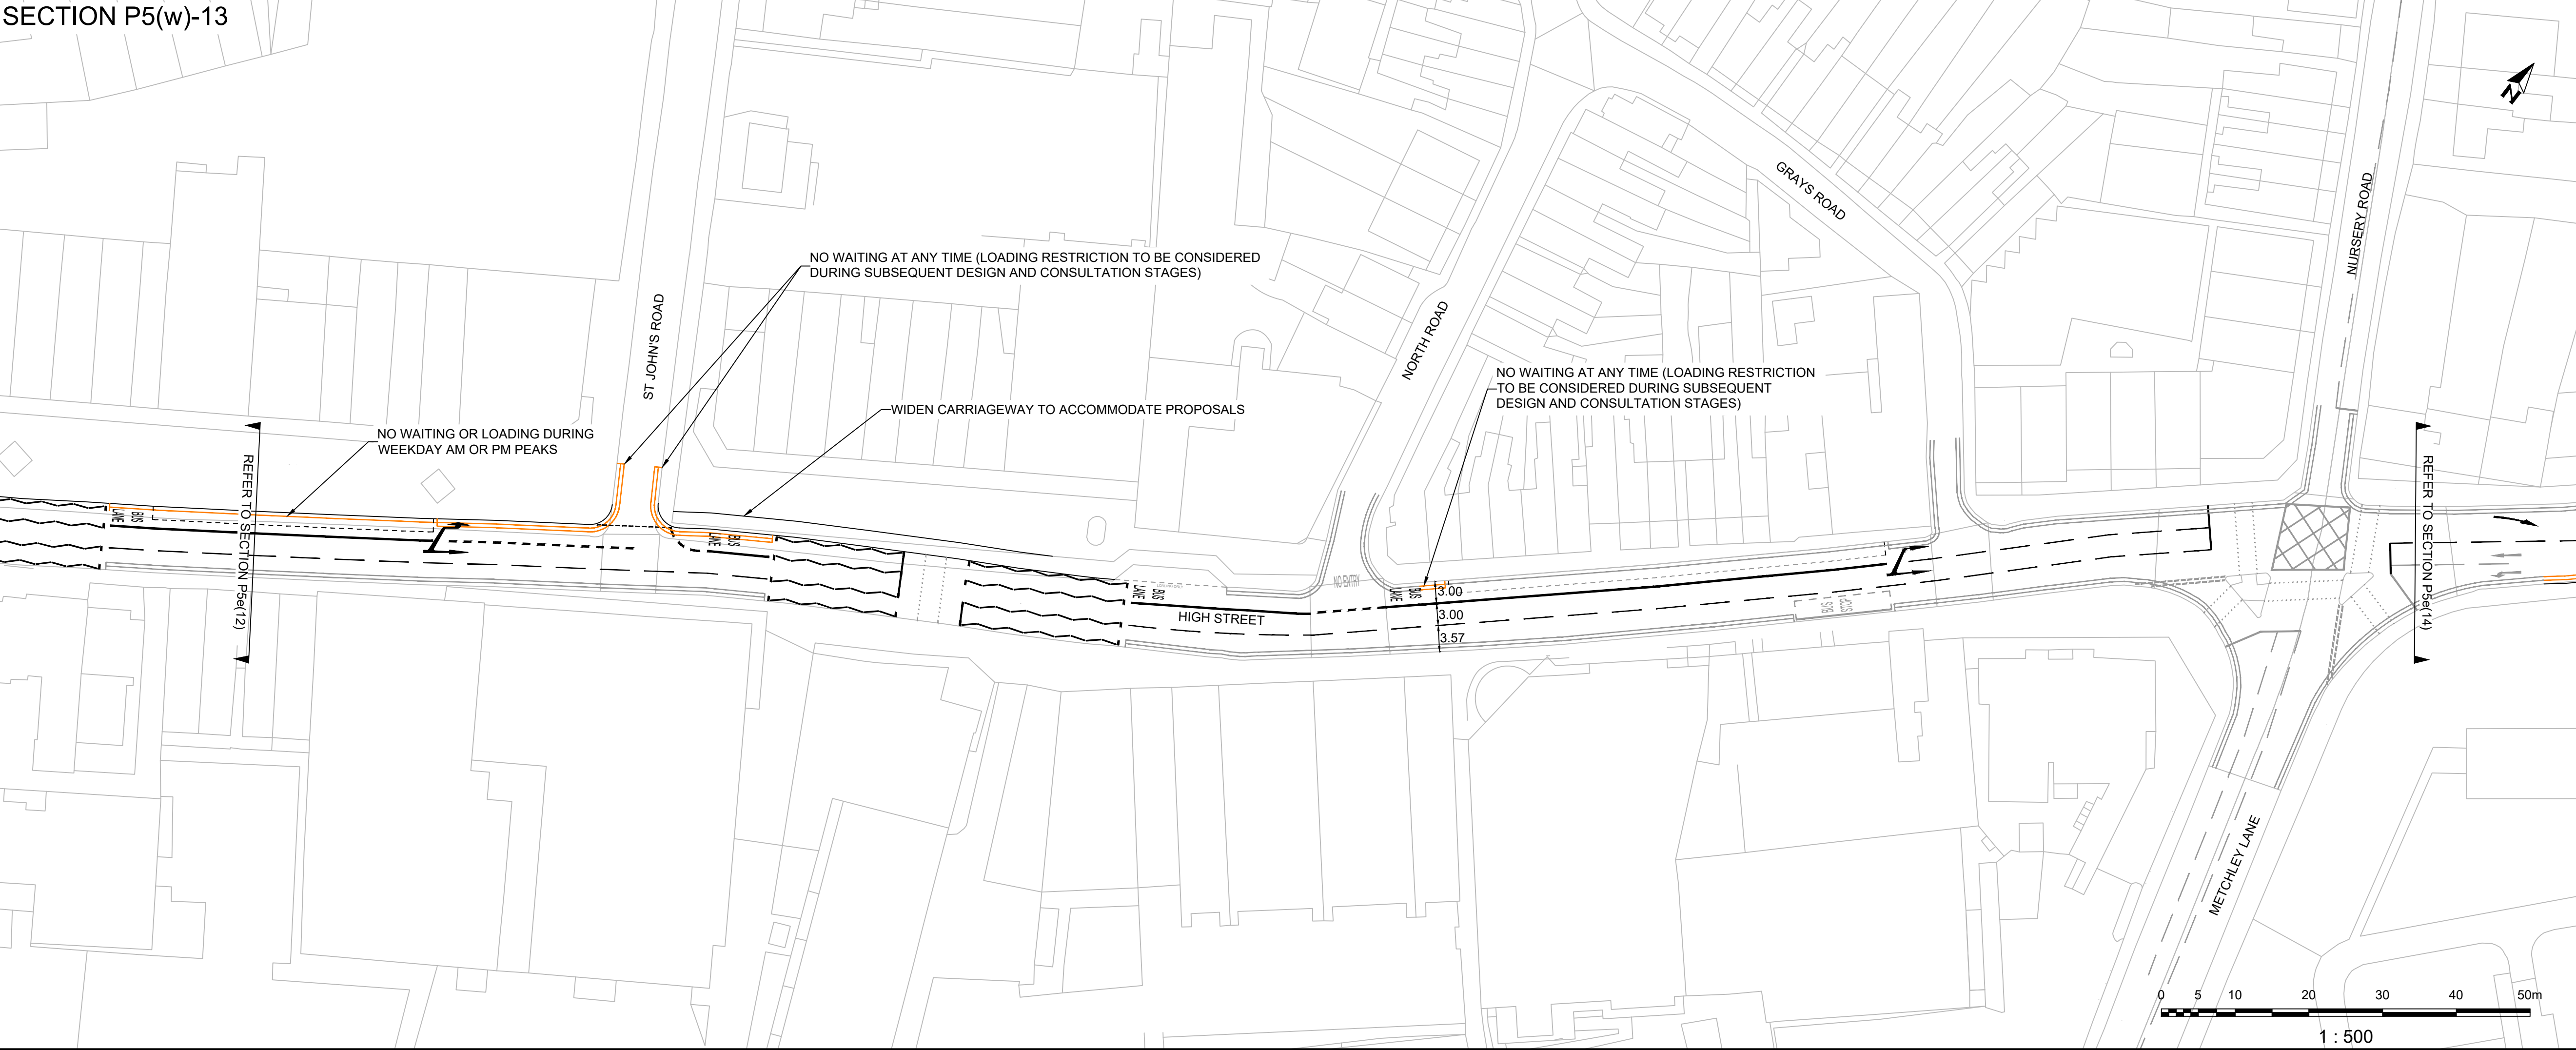 SECTION P5(w)-13
N
NO WAITING AT ANY TIME (LOADING RESTRICTION TO BE CONSIDERED
DURING SUBSEQUENT DESIGN AND CONSULTATION STAGES)
GRAYS ROAD
NURSERY ROAD
ST JOHN'S ROAD
NORTH ROAD
NO WAITING AT ANY TIME (LOADING RESTRICTION
TO BE CONSIDERED DURING SUBSEQUENT
DESIGN AND CONSULTATION STAGES)
WIDEN CARRIAGEWAY TO ACCOMMODATE PROPOSALS
NO WAITING OR LOADING DURING
WEEKDAY AM OR PM PEAKS
REFER TO SECTION P5e(12)
REFER TO SECTION P5e(14)
BUS
LANE
BUS
LANE
BUS
LANE
NO ENTRY
BUS
LANE
3.00
3.00
3.57
HIGH STREET
BUS
STOP
METCHLEY LANE
0 5 10 20 30 40 50m
1 : 500